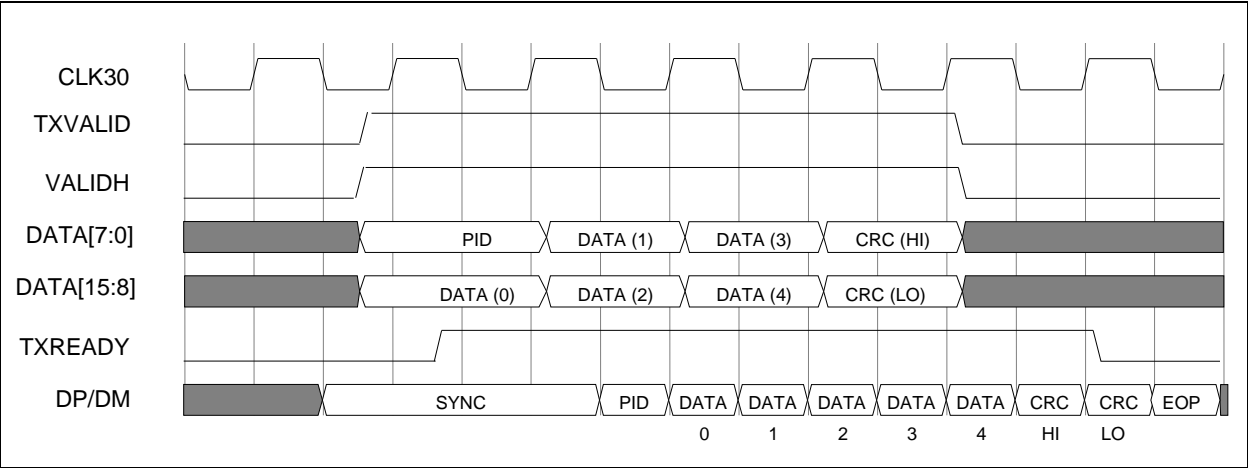 CLK30
TXVALID
VALIDH
DATA[7:0] PID DATA (1) DATA (3) CRC (HI)
DATA[15:8] DATA (0) DATA (2) DATA (4) CRC (LO)
TXREADY
DP/DM SYNC PID DATA DATA DATA DATA DATA CRC CRC EOP
0 1 2 3 4 HI LO